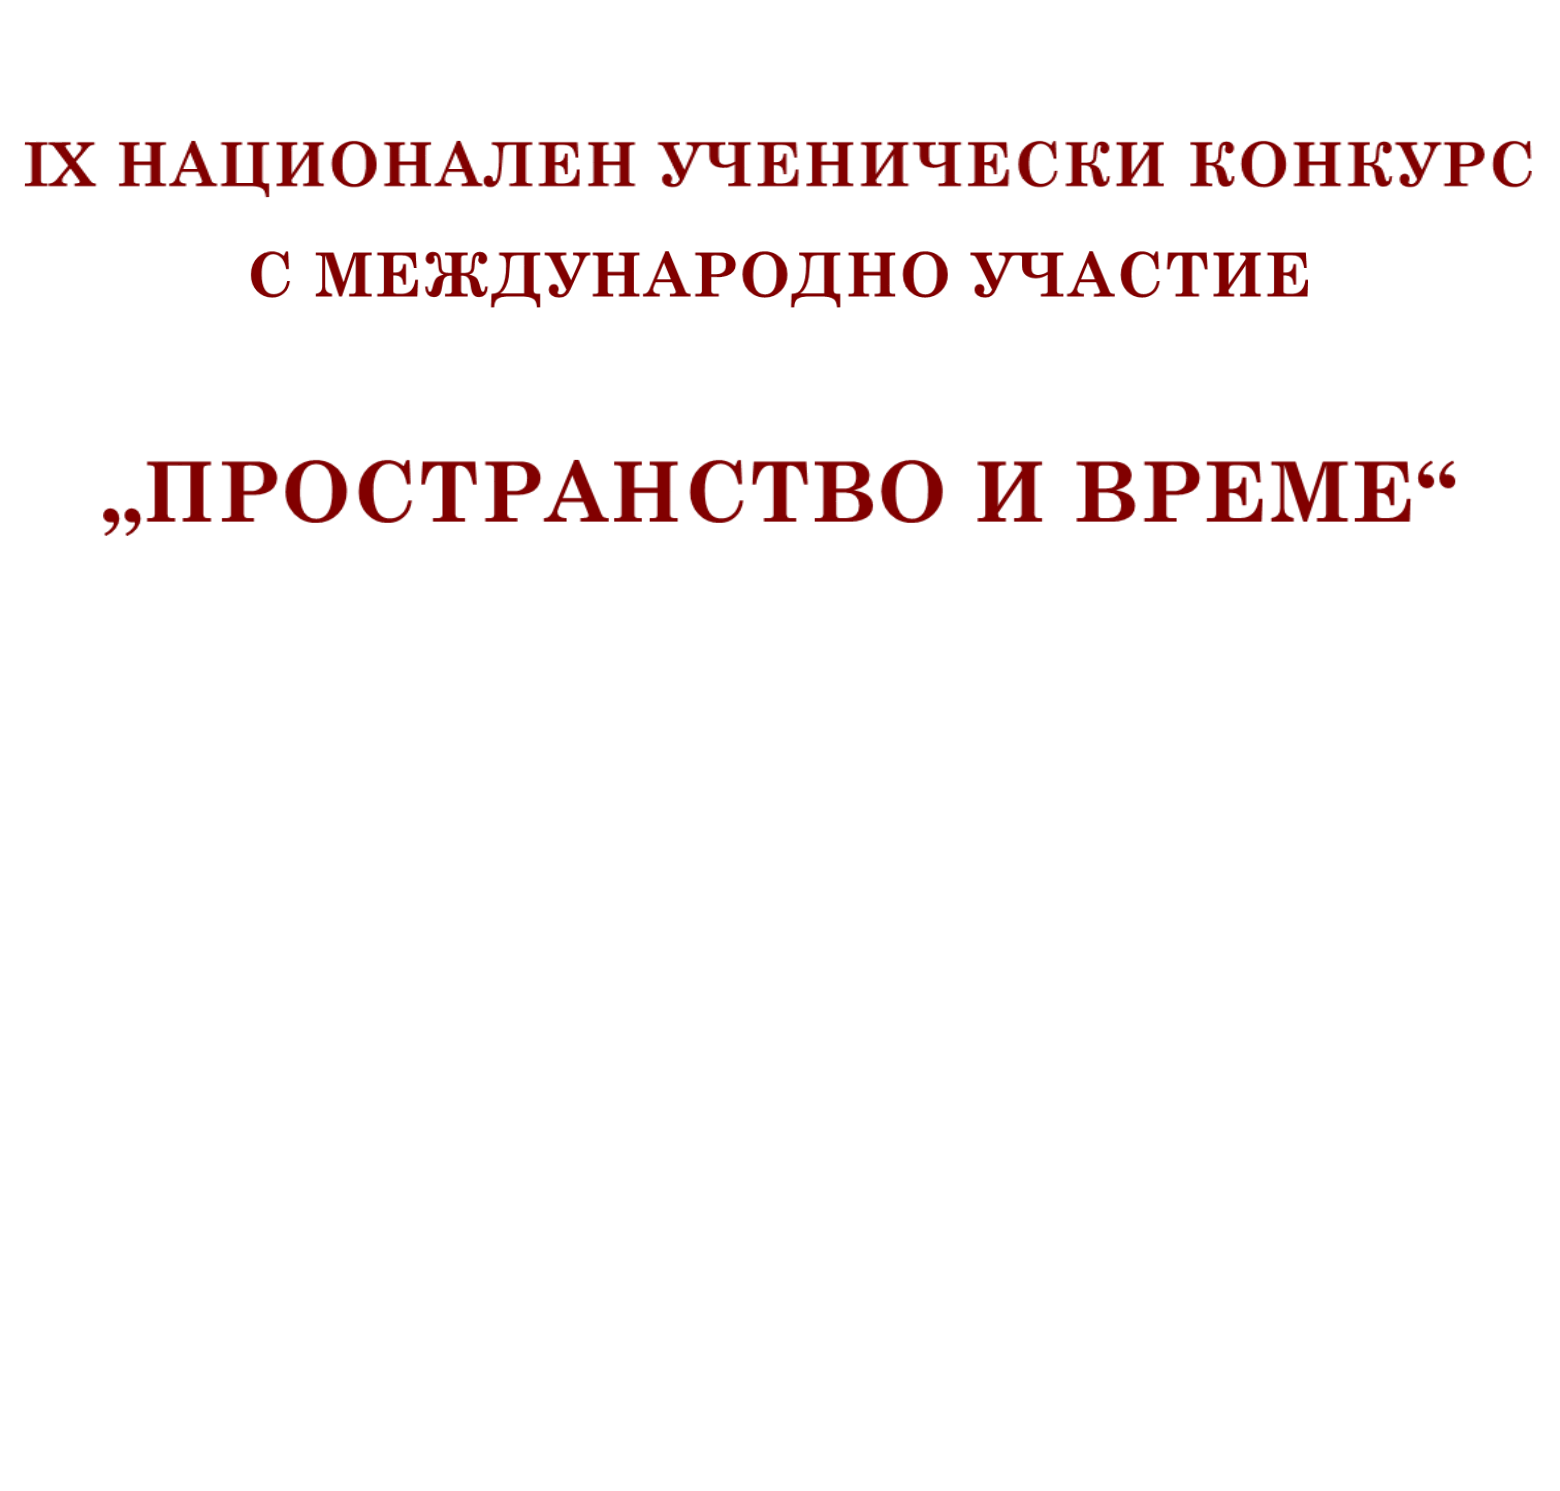 IX НАЦИОНАЛЕН УЧЕНИЧЕСКИ КОНКУРС
С МЕЖДУНАРОДНО УЧАСТИЕ
„ПРОСТРАНСТВО И ВРЕМЕ“